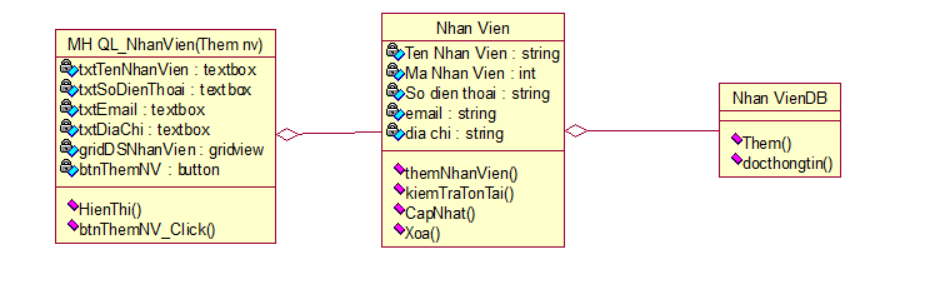 MH QL_NhanVien(Them nv)
txtTenNhanVien : textbox
txtSoDienThoai : textbox
txtEmail : textbox
txtDiaChi : textbox
gridDSNhanVien : gridview
btnThemNV : button
HienThi()
btnThemNV_Click()
Nhan Vien
Ten Nhan Vien : string
Ma Nhan Vien : int
So dien thoai : string
email : string
dia chi : string
themNhanVien()
kiemTraTonTai()
CapNhat()
Xoa()
Nhan VienDB
Them()
docthongtin()